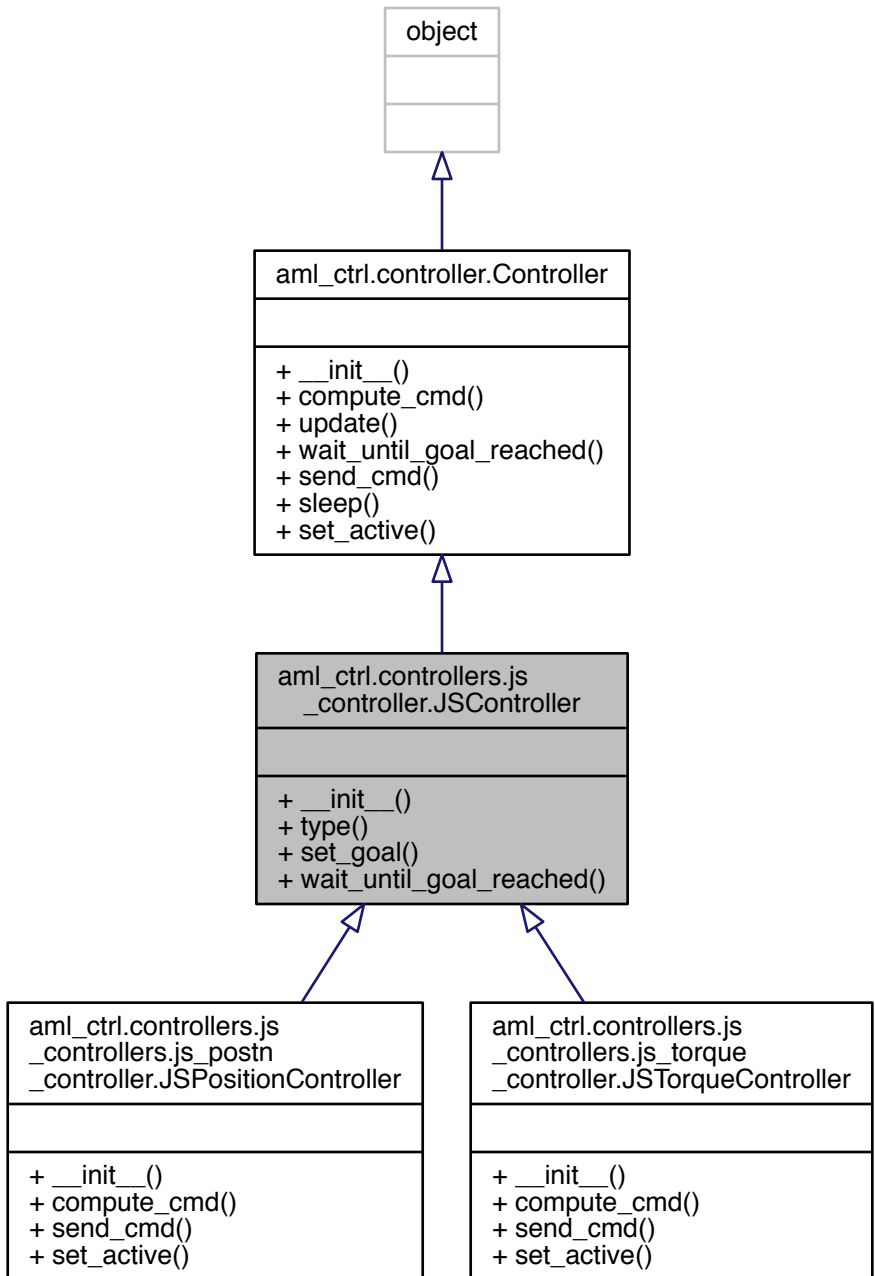 object
aml_ctrl.controller.Controller
+ __init__()
+ compute_cmd()
+ update()
+ wait_until_goal_reached()
+ send_cmd()
+ sleep()
+ set_active()
aml_ctrl.controllers.js
_controller.JSController
+ __init__()
+ type()
+ set_goal()
+ wait_until_goal_reached()
aml_ctrl.controllers.js
_controllers.js_postn
_controller.JSPositionController
+ __init__()
+ compute_cmd()
+ send_cmd()
+ set_active()
aml_ctrl.controllers.js
_controllers.js_torque
_controller.JSTorqueController
+ __init__()
+ compute_cmd()
+ send_cmd()
+ set_active()